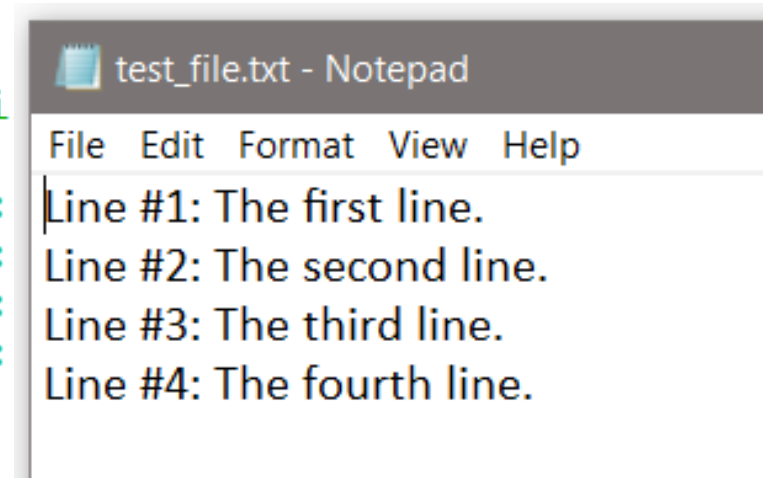 test_file.txt - Notepad
File Edit Format View Help
Line #1: The first line.
Line #2: The second line.
Line #3: The third line.
Line #4: The fourth line.